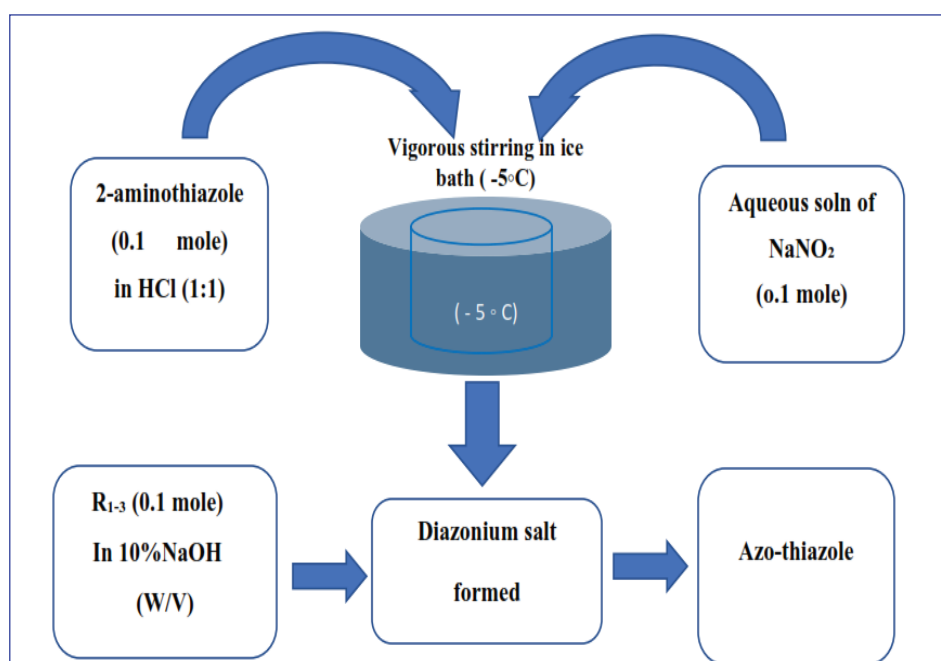 Vigorous stirring in ice
bath ( -5◦C)
2-aminothiazole
(0.1 mole)
in HCl (1:1)
Aqueous soln of
NaNO₂
(o.1 mole)
( - 5 ◦ C)
R₁₋₃ (0.1 mole)
In 10%NaOH
(W/V)
Diazonium salt
formed
Azo-thiazole